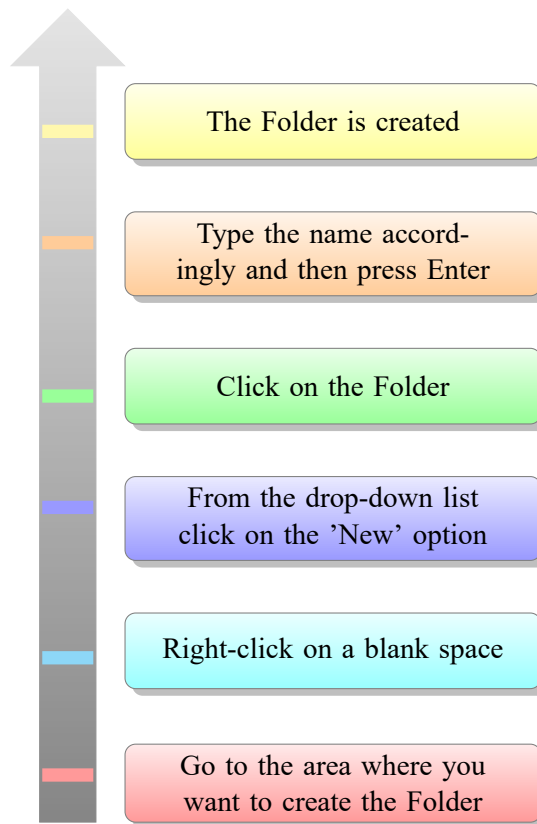 The Folder is created
Type the name accord-
ingly and then press Enter
Click on the Folder
From the drop-down list
click on the ’New’ option
Right-click on a blank space
Go to the area where you
want to create the Folder